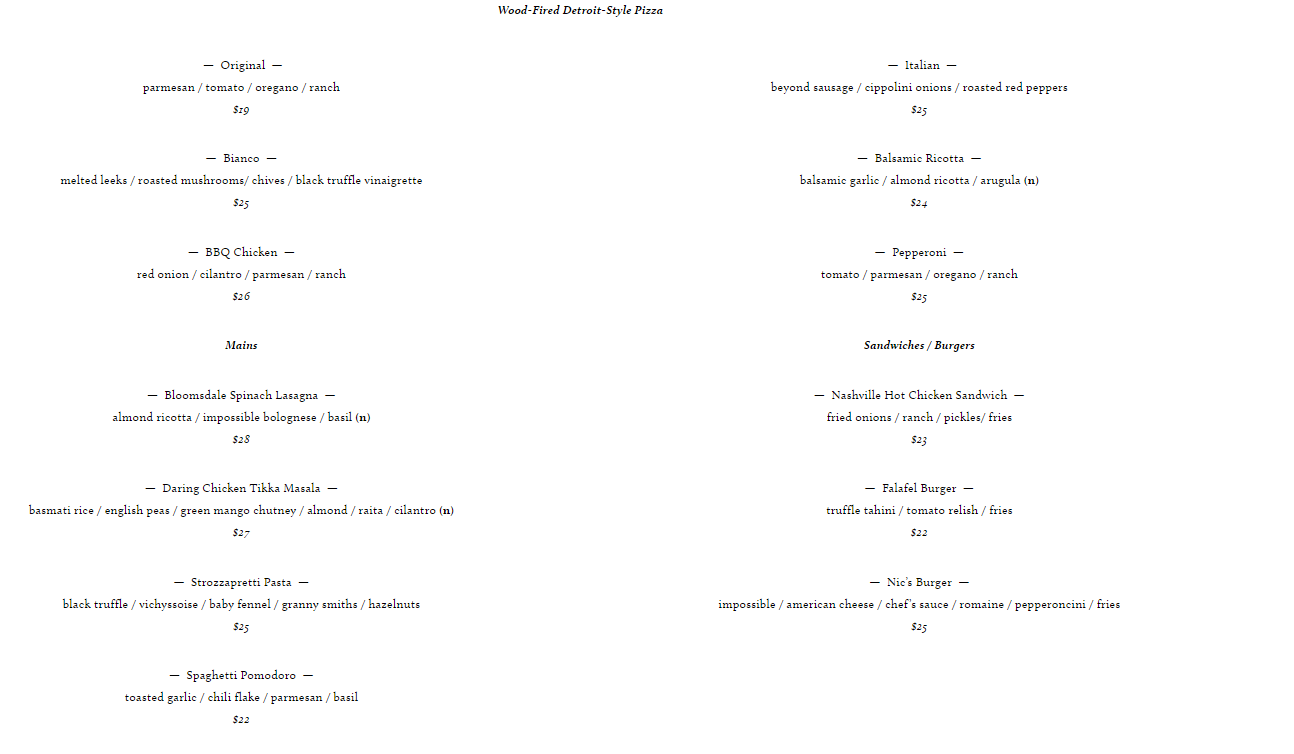 Wood-Fired Detroit-Style Pizza
— Original —
parmesan / tomato / oregano / ranch
$19
— Italian —
beyond sausage / cippolini onions / roasted red peppers
$25
— Bianco —
melted leeks / roasted mushrooms/ chives / black truffle vinaigrette
$25
— Balsamic Ricotta —
balsamic garlic / almond ricotta / arugula (n)
$24
— BBQ Chicken —
red onion / cilantro / parmesan / ranch
$26
— Pepperoni —
tomato / parmesan / oregano / ranch
$25
Mains
— Bloomsdale Spinach Lasagna —
almond ricotta / impossible bolognese / basil (n)
$28
— Daring Chicken Tikka Masala —
basmati rice / english peas / green mango chutney / almond / raita / cilantro (n)
$27
— Strozzapretti Pasta —
black truffle / vichyssoise / baby fennel / granny smiths / hazelnuts
$25
— Spaghetti Pomodoro —
toasted garlic / chili flake / parmesan / basil
$22
Sandwiches / Burgers
— Nashville Hot Chicken Sandwich —
fried onions / ranch / pickles/ fries
$23
— Falafel Burger —
truffle tahini / tomato relish / fries
$22
— Nic's Burger —
impossible / american cheese / chef's sauce / romaine / pepperoncini / fries
$25